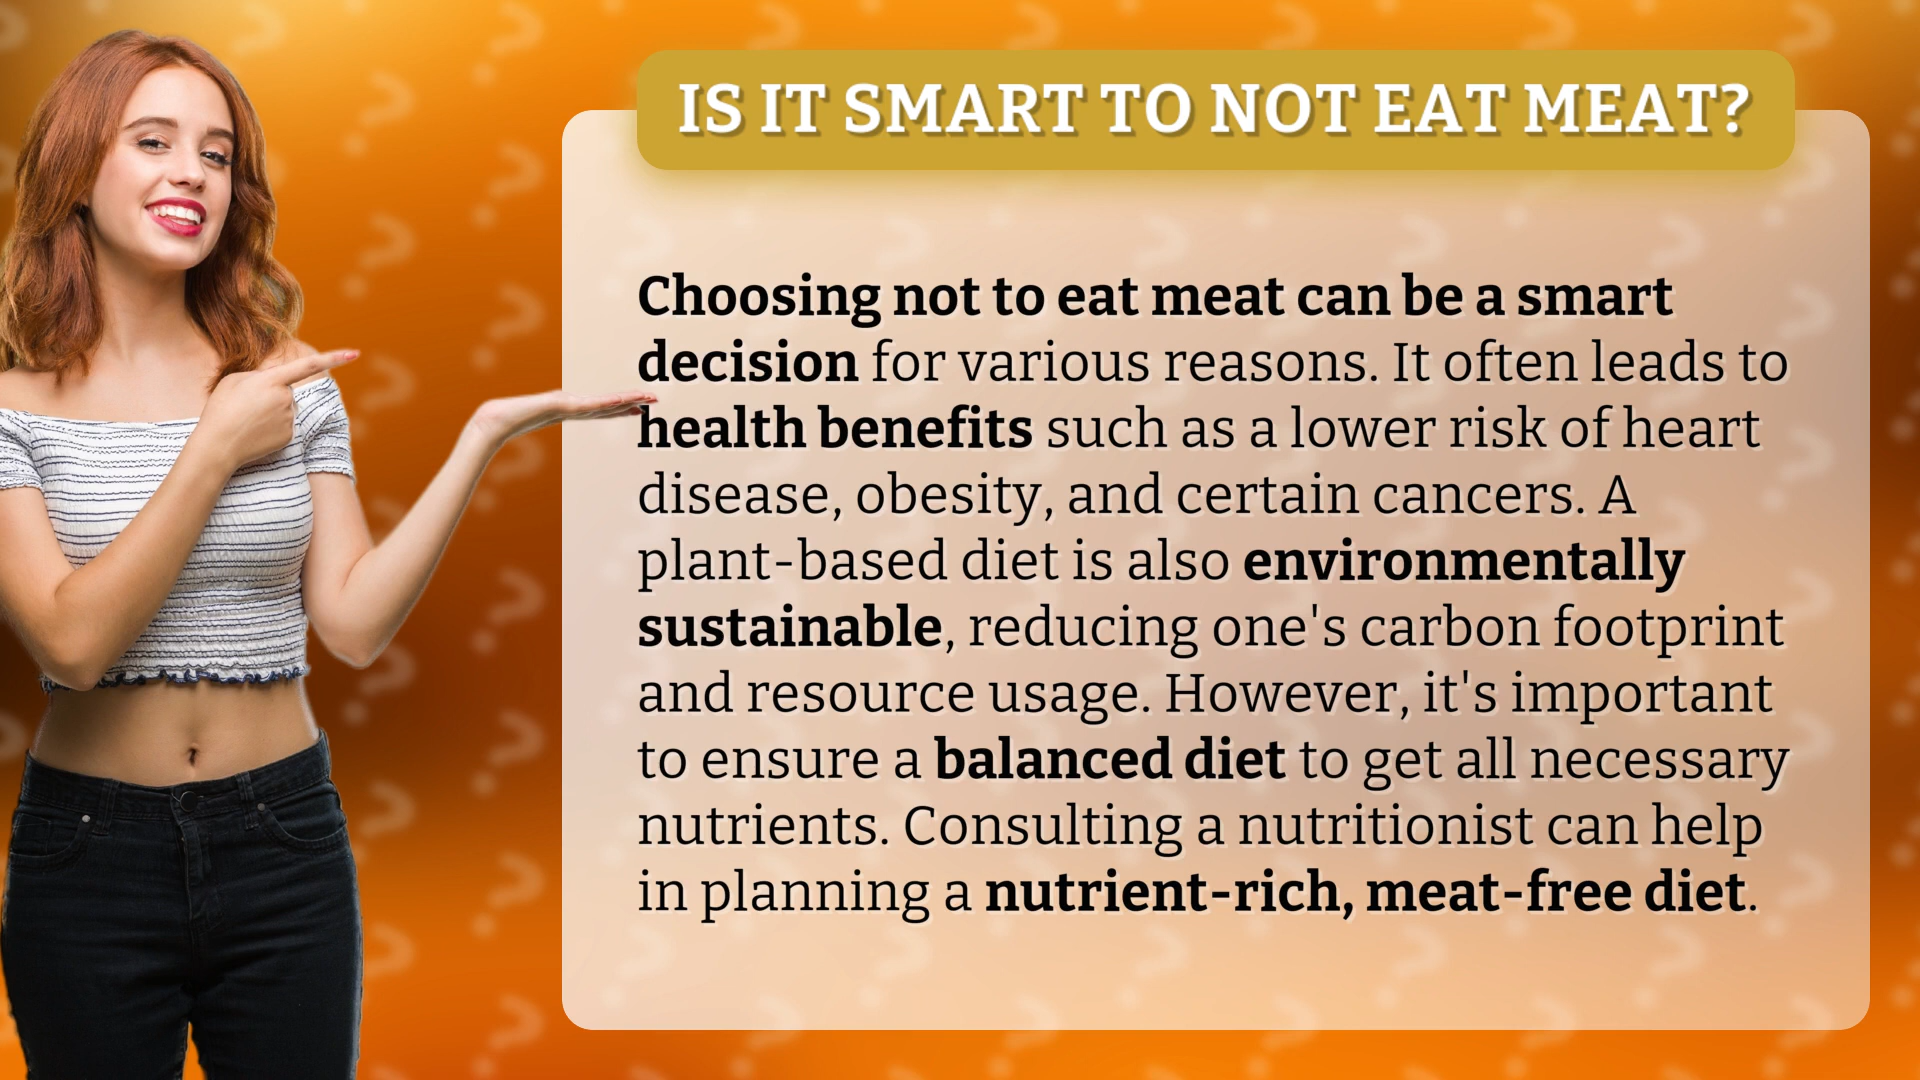 IS IT SMART TO NOT EAT MEAT?
Choosing not to eat meat can be a smart
decision for various reasons. It often leads to
health benefits such as a lower risk of heart
disease, obesity, and certain cancers. A
plant-based diet is also environmentally
sustainable, reducing one's carbon footprint
and resource usage. However, it's important
to ensure a balanced diet to get all necessary
nutrients. Consulting a nutritionist can help
in planning a nutrient-rich, meat-free diet.